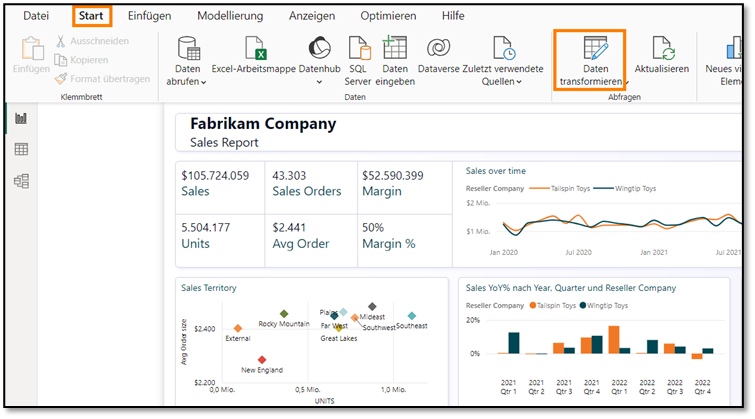 Datei Start Einfügen Modellierung Anzeigen Optimieren Hilfe
Einfügen
Ausschneiden
Kopieren
Format übertragen
Klemmbrett
Daten
abrufen
Excel-Arbeitsmappe
Datenhub
SQL
Server
Daten
eingeben
Dataverse
Zuletzt verwendete
Quellen
Daten
Daten
transformieren
Aktualisieren
Abfragen
Neues vi
Eleme
Fabrikam Company
Sales Report
$105.724.059
Sales
43.303
Sales Orders
$52.590.399
Margin
5.504.177
Units
$2.441
Avg Order
50%
Margin %
Sales over time
Reseller Company Tailspin Toys Wingtip Toys
$2 Mio.
$1 Mio.
Jan 2020 Jul 2020 Jan 2021 Jul 2021
Sales Territory
Avg Order size
$2.400
$2.200
External
Rocky Mountain
New England
Plains
Far West
Great Lakes
Mideast
Southwest
Southeast
0,0 Mio. 0,5 Mio. 1,0 Mio.
UNITS
Sales YoY% nach Year, Quarter und Reseller Company
Reseller Company Tailspin Toys Wingtip Toys
20%
0%
2021 2021 2021 2021 2022 2022 2022 2022
Qtr 1 Qtr 2 Qtr 3 Qtr 4 Qtr 1 Qtr 2 Qtr 3 Qtr 4